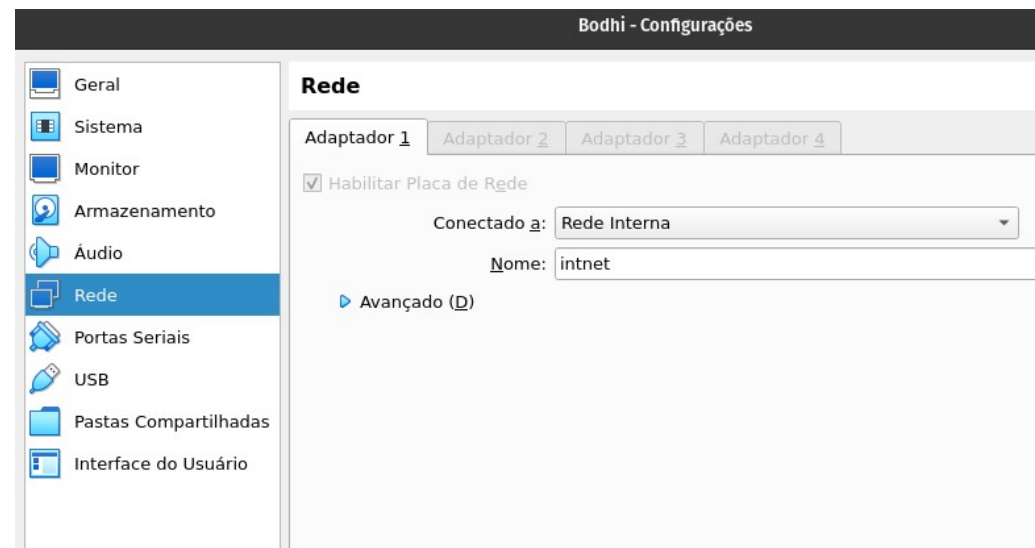 Bodhi - Configurações
Geral
Sistema
Monitor
Armazenamento
Áudio
Rede
Portas Seriais
USB
Pastas Compartilhadas
Interface do Usuário
Rede
Adaptador 1 Adaptador 2 Adaptador 3 Adaptador 4
Habilitar Placa de Rede
Conectado a: Rede Interna
Nome: intnet
Avançado (D)